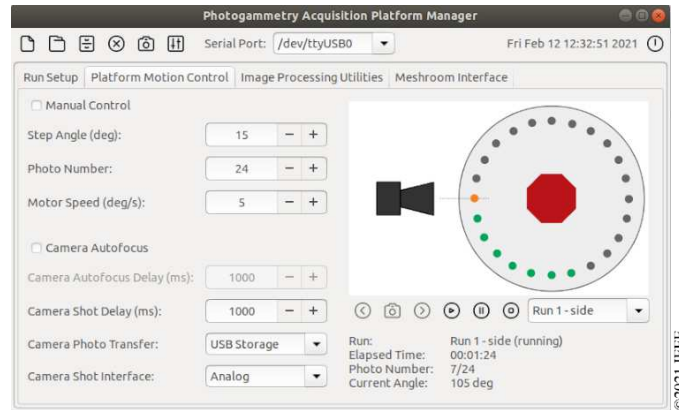 Photogammetry Acquisition Platform Manager
Serial Port: /dev/ttyUSB0 Fri Feb 12 12:32:51 2021
Run Setup Platform Motion Control Image Processing Utilities Meshroom Interface
Manual Control
Step Angle (deg): 15 − +
Photo Number: 24 − +
Motor Speed (deg/s): 5 − +
Camera Autofocus
Camera Autofocus Delay (ms): 1000 − +
Camera Shot Delay (ms): 1000 − +
Camera Photo Transfer: USB Storage
Camera Shot Interface: Analog
Run 1 - side
Run: Run 1 - side (running)
Elapsed Time: 00:01:24
Photo Number: 7/24
Current Angle: 105 deg
©2021 IEEE